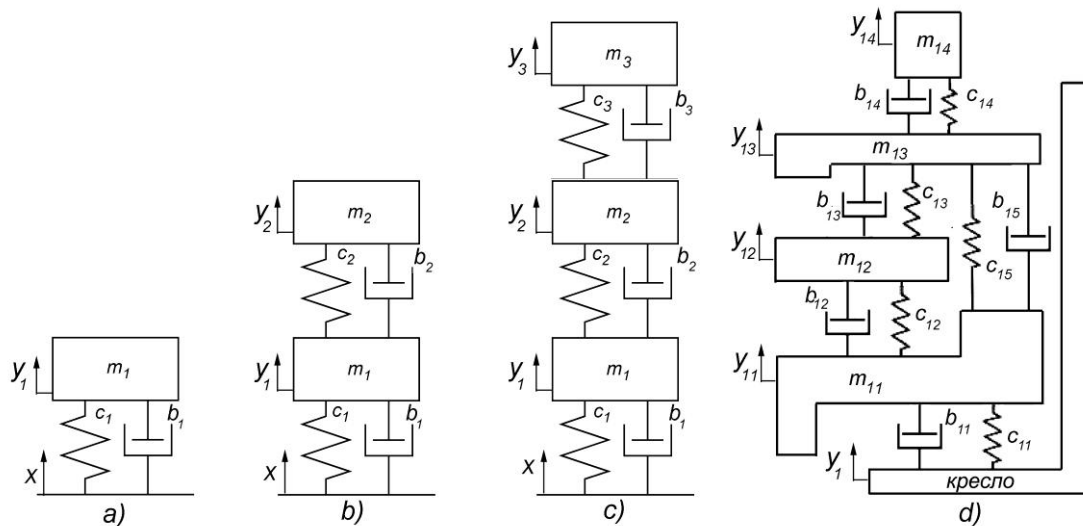 y1
m1
c1
b1
x
a)
y2
m2
c2
b2
y1
m1
c1
b1
x
b)
y3
m3
c3
b3
y2
m2
c2
b2
y1
m1
c1
b1
x
c)
y14
m14
b14
c14
y13
m13
b13
c13
b15
c15
y12
m12
b12
c12
y11
m11
b11
c11
y1
кресло
d)